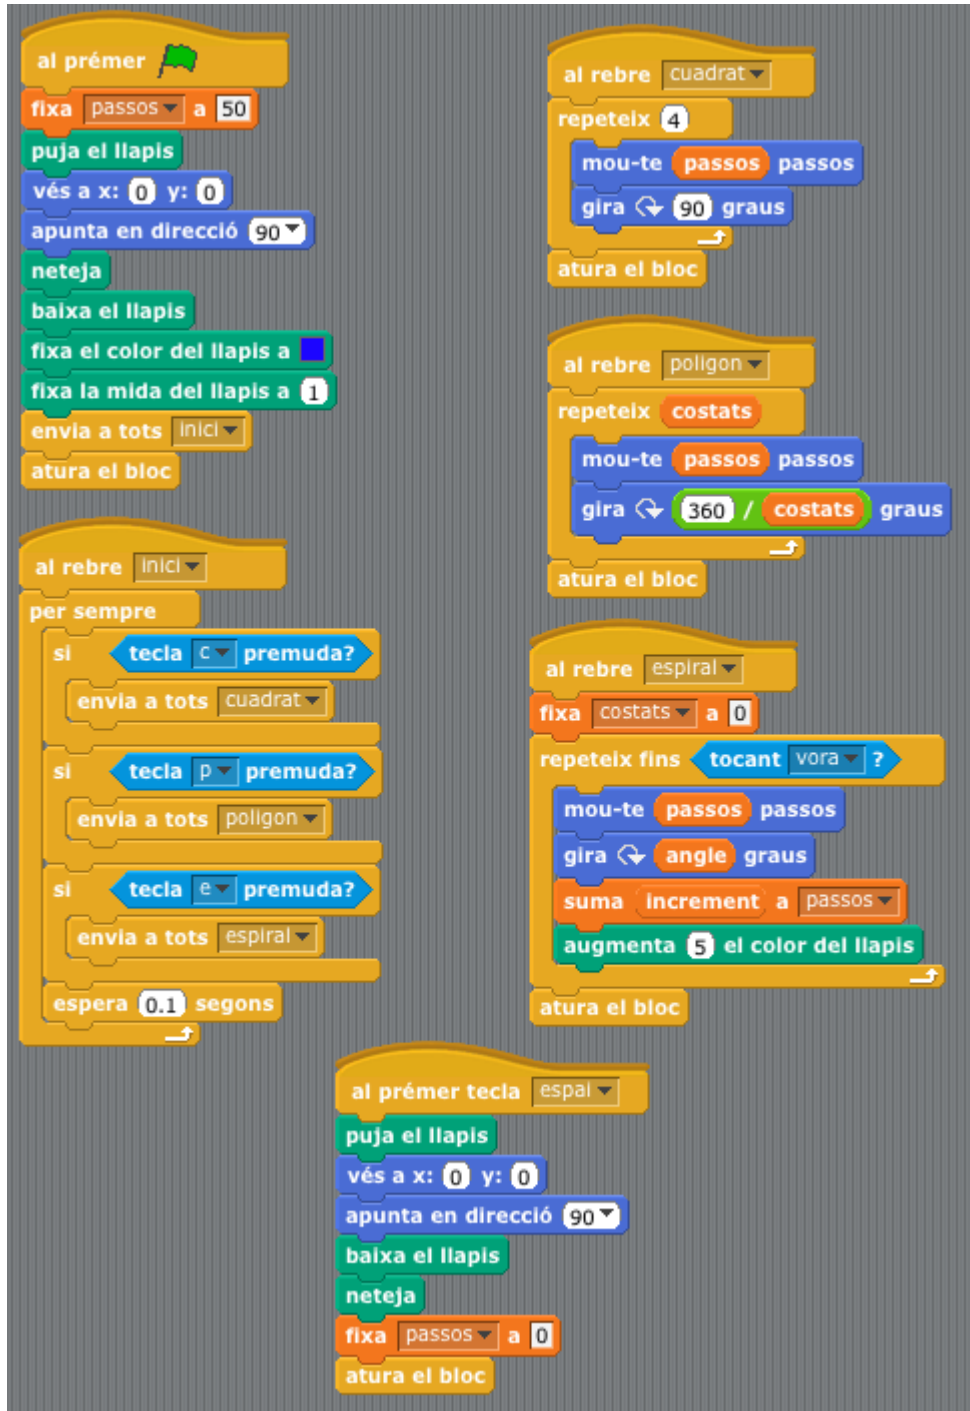 al prémer
fixa passos a 50
puja el llapis
vés a x: 0 y: 0
apunta en direcció 90
neteja
baixa el llapis
fixa el color del llapis a
fixa la mida del llapis a 1
envia a tots inici
atura el bloc
al rebre inici
per sempre
si tecla c premuda?
envia a tots cuadrat
si tecla p premuda?
envia a tots poligon
si tecla e premuda?
envia a tots espiral
espera 0.1 segons
al rebre cuadrat
repeteix 4
mou-te passos passos
gira 90 graus
atura el bloc
al rebre poligon
repeteix costats
mou-te passos passos
gira 360 / costats graus
atura el bloc
al rebre espiral
fixa costats a 0
repeteix fins tocant vora ?
mou-te passos passos
gira angle graus
suma increment a passos
augmenta 5 el color del llapis
atura el bloc
al prémer tecla espai
puja el llapis
vés a x: 0 y: 0
apunta en direcció 90
baixa el llapis
neteja
fixa passos a 0
atura el bloc